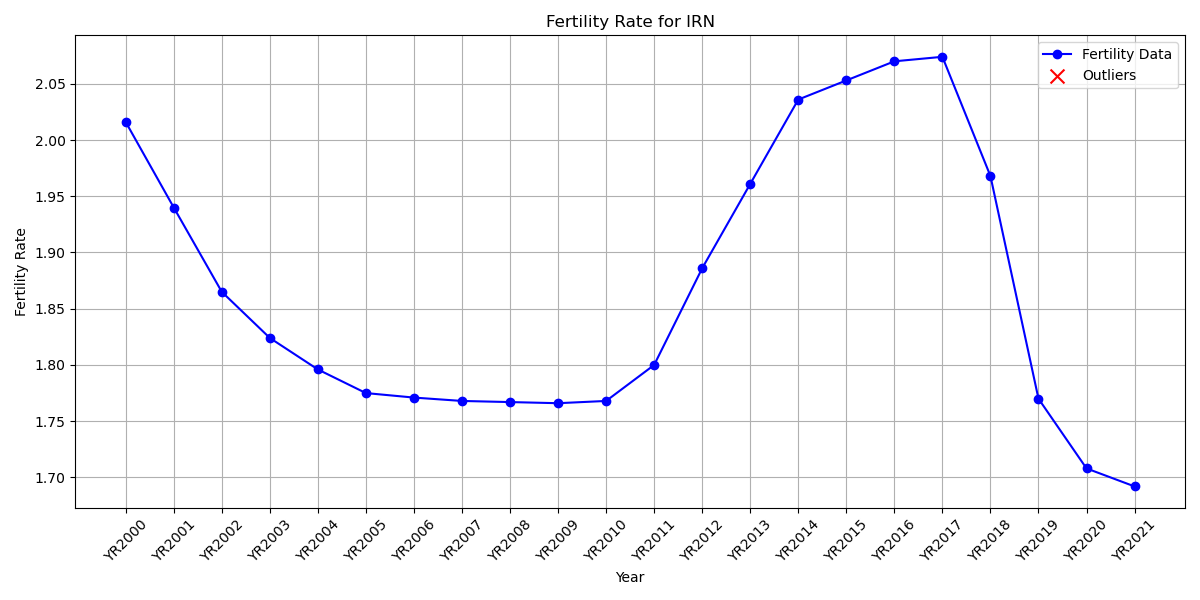 Fertility Rate for IRN
Fertility Data
Outliers
Fertility Rate
2.05
2.00
1.95
1.90
1.85
1.80
1.75
1.70
YR2000
YR2001
YR2002
YR2003
YR2004
YR2005
YR2006
YR2007
YR2008
YR2009
YR2010
YR2011
YR2012
YR2013
YR2014
YR2015
YR2016
YR2017
YR2018
YR2019
YR2020
YR2021
Year